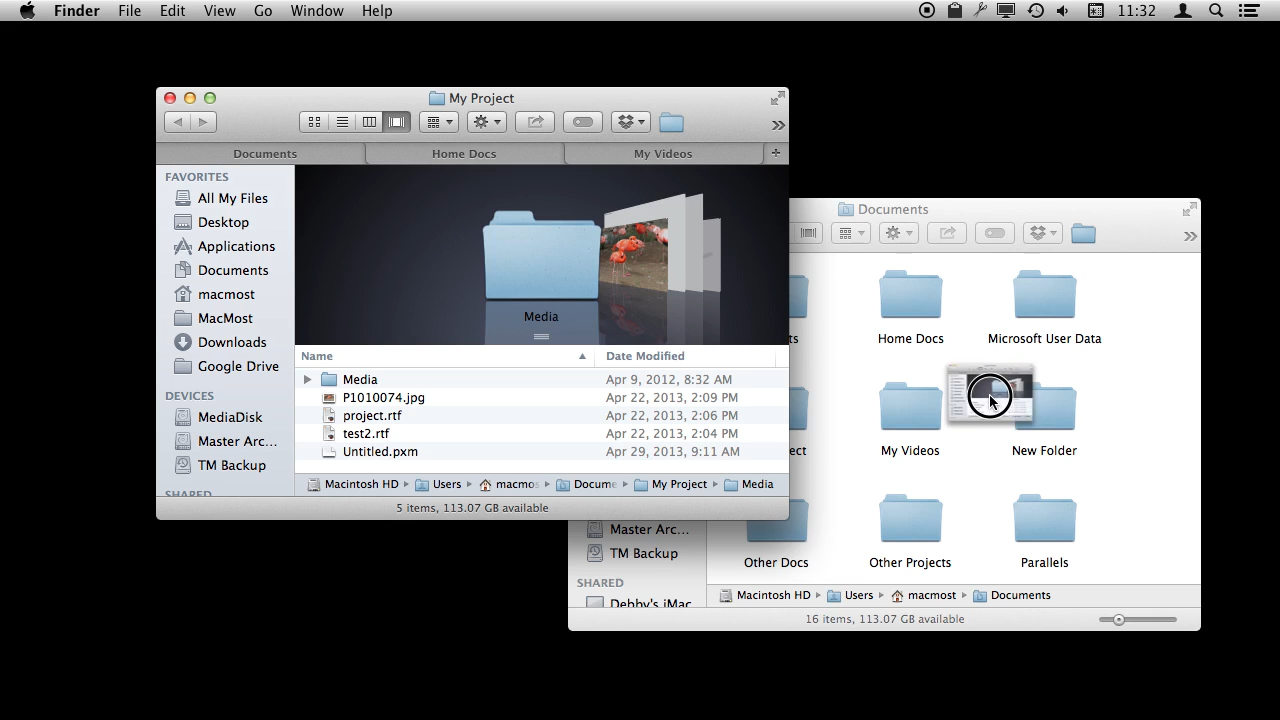 Finder File Edit View Go Window Help 11:32
My Project
Documents Home Docs My Videos +
FAVORITES
All My Files
Desktop
Applications
Documents
macmost
MacMost
Downloads
Google Drive
DEVICES
MediaDisk
Master Arc...
TM Backup
SHARED
Media
Name Date Modified
Media Apr 9, 2012, 8:32 AM
P1010074.jpg Apr 22, 2013, 2:09 PM
project.rtf Apr 22, 2013, 2:06 PM
test2.rtf Apr 22, 2013, 2:04 PM
Untitled.pxm Apr 29, 2013, 9:11 AM
Macintosh HD Users macmo Docume My Project Media
5 items, 113.07 GB available
Documents
Home Docs Microsoft User Data
My Videos New Folder
Other Docs Other Projects Parallels
Master Arc...
TM Backup
SHARED
Debby's iMac
Macintosh HD Users macmost Documents
16 items, 113.07 GB available